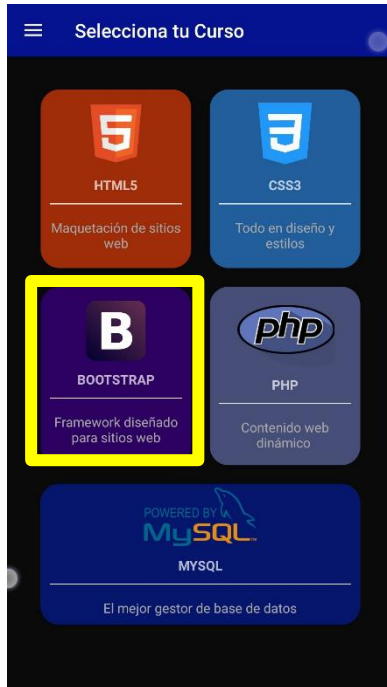 Selecciona tu Curso
5
HTML5
Maquetación de sitios
web
3
CSS3
Todo en diseño y
estilos
B
BOOTSTRAP
Framework diseñado
para sitios web
php
PHP
Contenido web
dinámico
POWERED BY
MySQL
MYSQL
El mejor gestor de base de datos